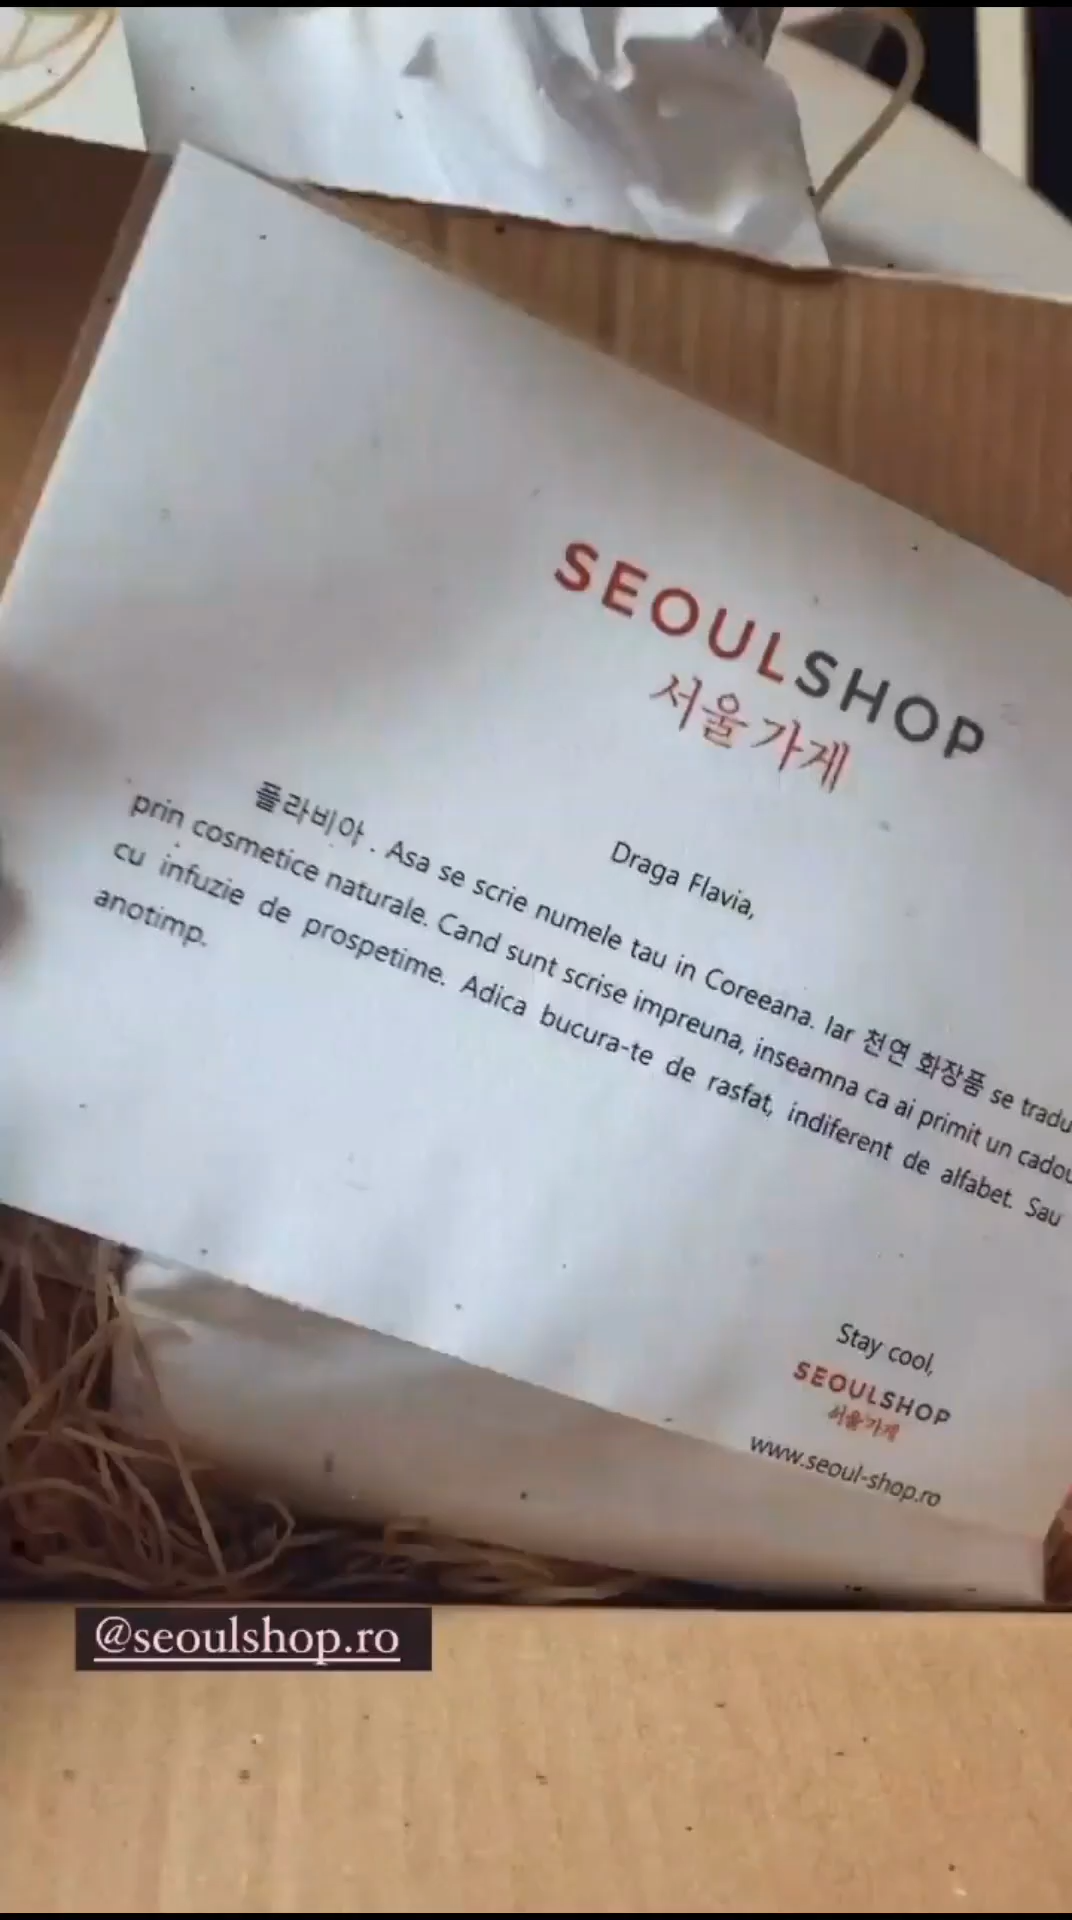 SEOULSHOP
서울가게
Draga Flavia,
플라비아 . Asa se scrie numele tau in Coreeana. Iar 천연 화장품 se tradu
prin cosmetice naturale. Cand sunt scrise impreuna, inseamna ca ai primit un cadou
cu infuzie de prospetime. Adica bucura-te de rasfat, indiferent de alfabet. Sau
anotimp.
Stay cool,
SEOULSHOP
서울가게
www.seoul-shop.ro
@seoulshop.ro